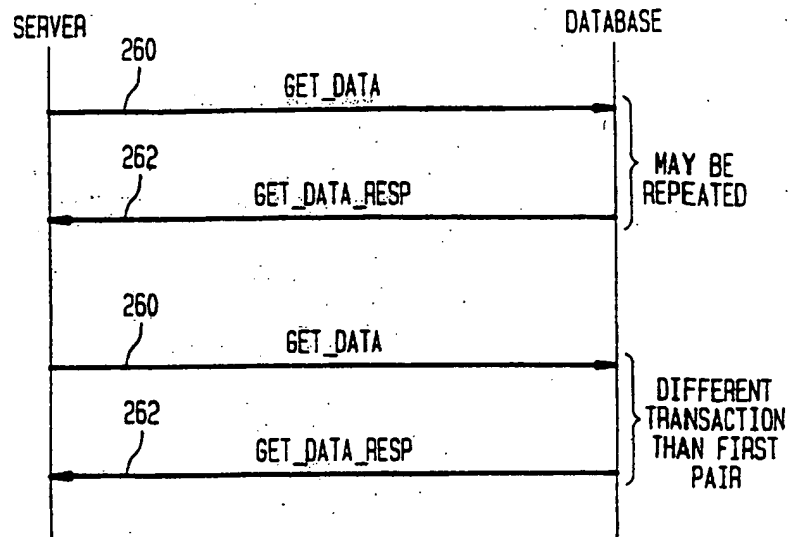 SERVER
DATABASE
260
GET_DATA
262
GET_DATA_RESP
MAY BE
REPEATED
260
GET_DATA
262
GET_DATA_RESP
DIFFERENT
TRANSACTION
THAN FIRST
PAIR